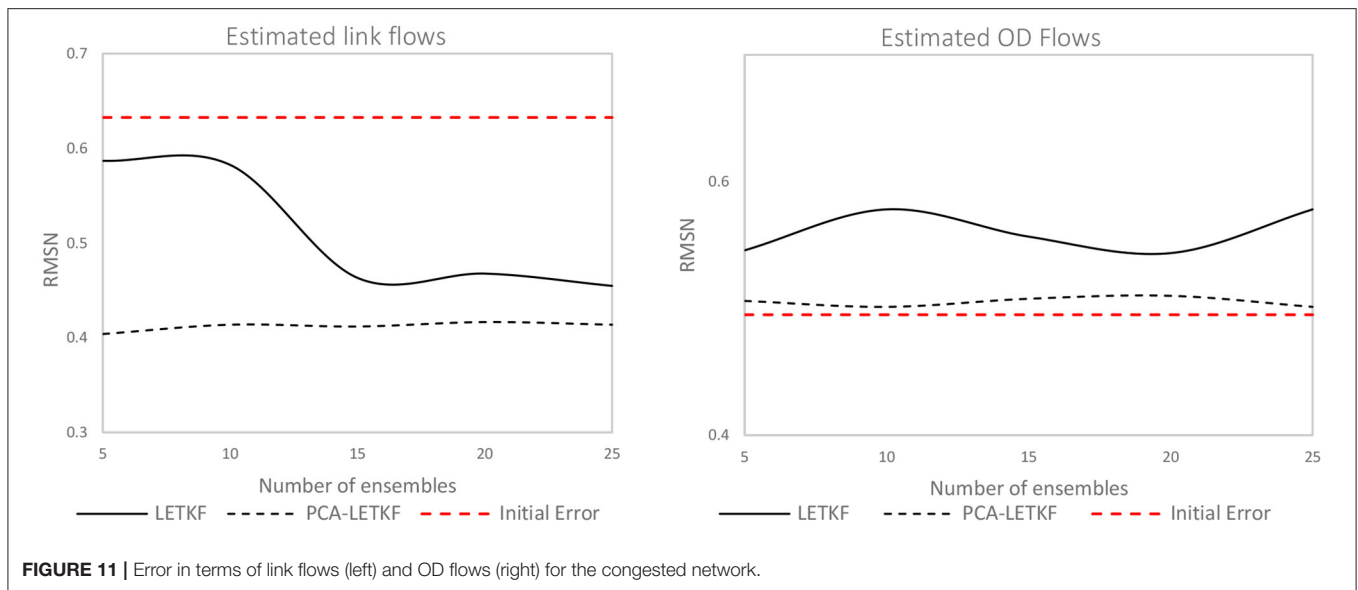 Estimated link flows
0.7
0.6
0.5
0.4
0.3
RMSN
5 10 15 20 25
Number of ensembles
LETKF PCA-LETKF Initial Error
Estimated OD Flows
0.6
0.4
RMSN
5 10 15 20 25
Number of ensembles
LETKF PCA-LETKF Initial Error
FIGURE 11 | Error in terms of link flows (left) and OD flows (right) for the congested network.